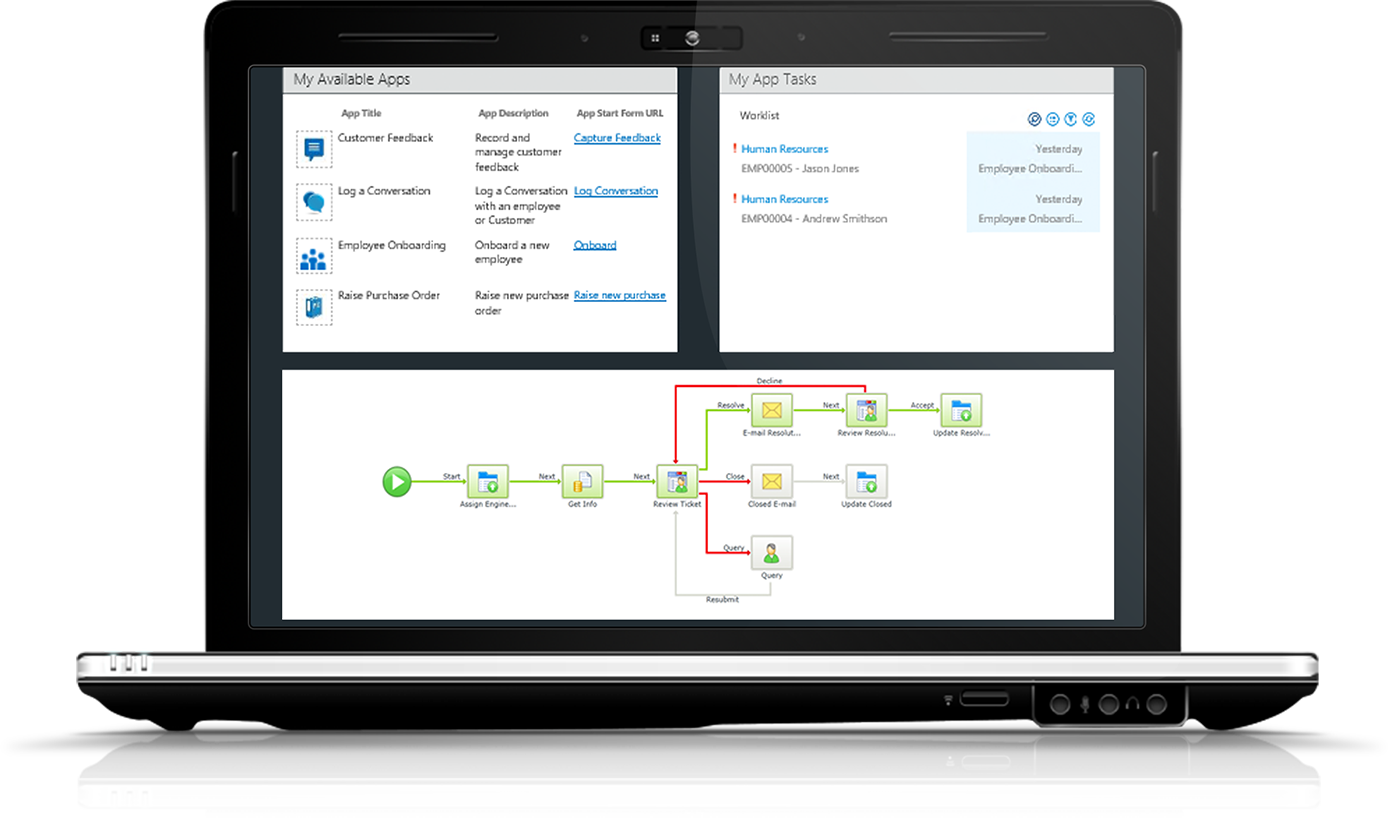 My Available Apps
App Title App Description App Start Form URL
Customer Feedback
Record and
manage customer
feedback
Capture Feedback
Log a Conversation
Log a Conversation
with an employee
or Customer
Log Conversation
Employee Onboarding
Onboard a new
employee
Onboard
Raise Purchase Order
Raise new purchase
order
Raise new purchase
My App Tasks
Worklist
! Human Resources Yesterday
EMP00005 - Jason Jones Employee Onboardi...
! Human Resources Yesterday
EMP00004 - Andrew Smithson Employee Onboardi...
Decline
Resolve Next Accept
E-mail Resolut... Review Resolu... Update Resolv...
Start Next Next Close Next
Assign Engine... Get Info Review Ticket Closed E-mail Update Closed
Query
Query
Resubmit